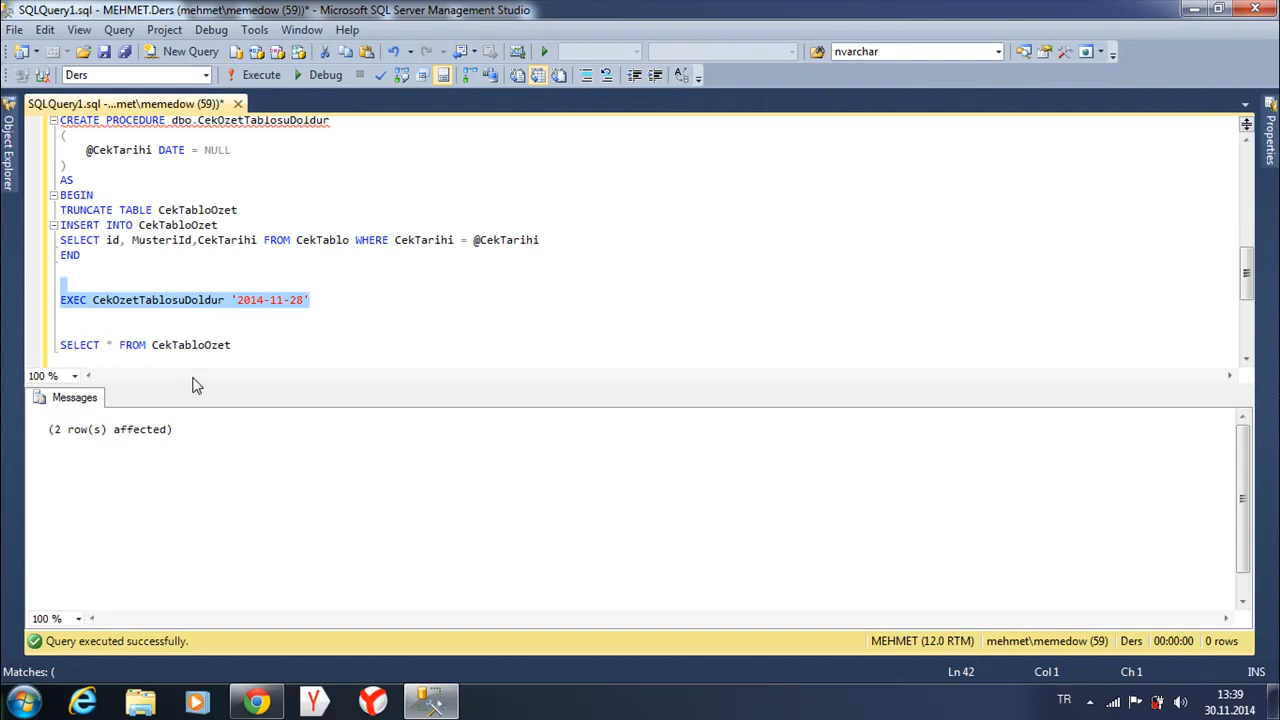 SQLQuery1.sql - MEHMET.Ders (mehmet\memedow (59))* - Microsoft SQL Server Management Studio
File Edit View Query Project Debug Tools Window Help
New Query nvarchar
Ders Execute Debug
SQLQuery1.sql -...met\memedow (59))*
Object Explorer
Properties
CREATE PROCEDURE dbo.CekOzetTablosuDoldur
(
@CekTarihi DATE = NULL
)
AS
BEGIN
TRUNCATE TABLE CekTabloOzet
INSERT INTO CekTabloOzet
SELECT id, MusteriId,CekTarihi FROM CekTablo WHERE CekTarihi = @CekTarihi
END
EXEC CekOzetTablosuDoldur '2014-11-28'
SELECT * FROM CekTabloOzet
100 %
Messages
(2 row(s) affected)
100 %
Query executed successfully. MEHMET (12.0 RTM) mehmet\memedow (59) Ders 00:00:00 0 rows
Matches: ( Ln 42 Col 1 Ch 1 INS
TR 13:39
30.11.2014